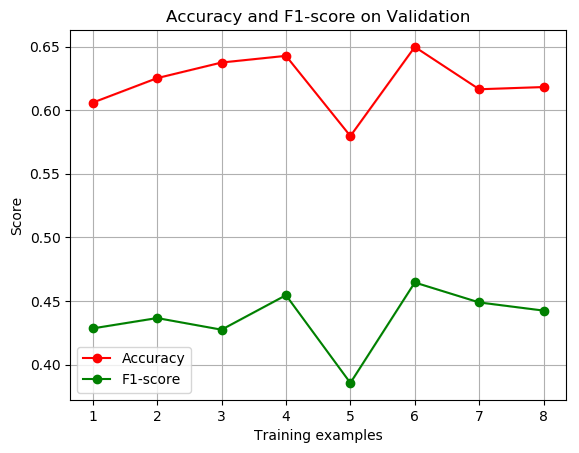 Accuracy and F1-score on Validation
Score
0.65
0.60
0.55
0.50
0.45
0.40
Accuracy
F1-score
1 2 3 4 5 6 7 8
Training examples